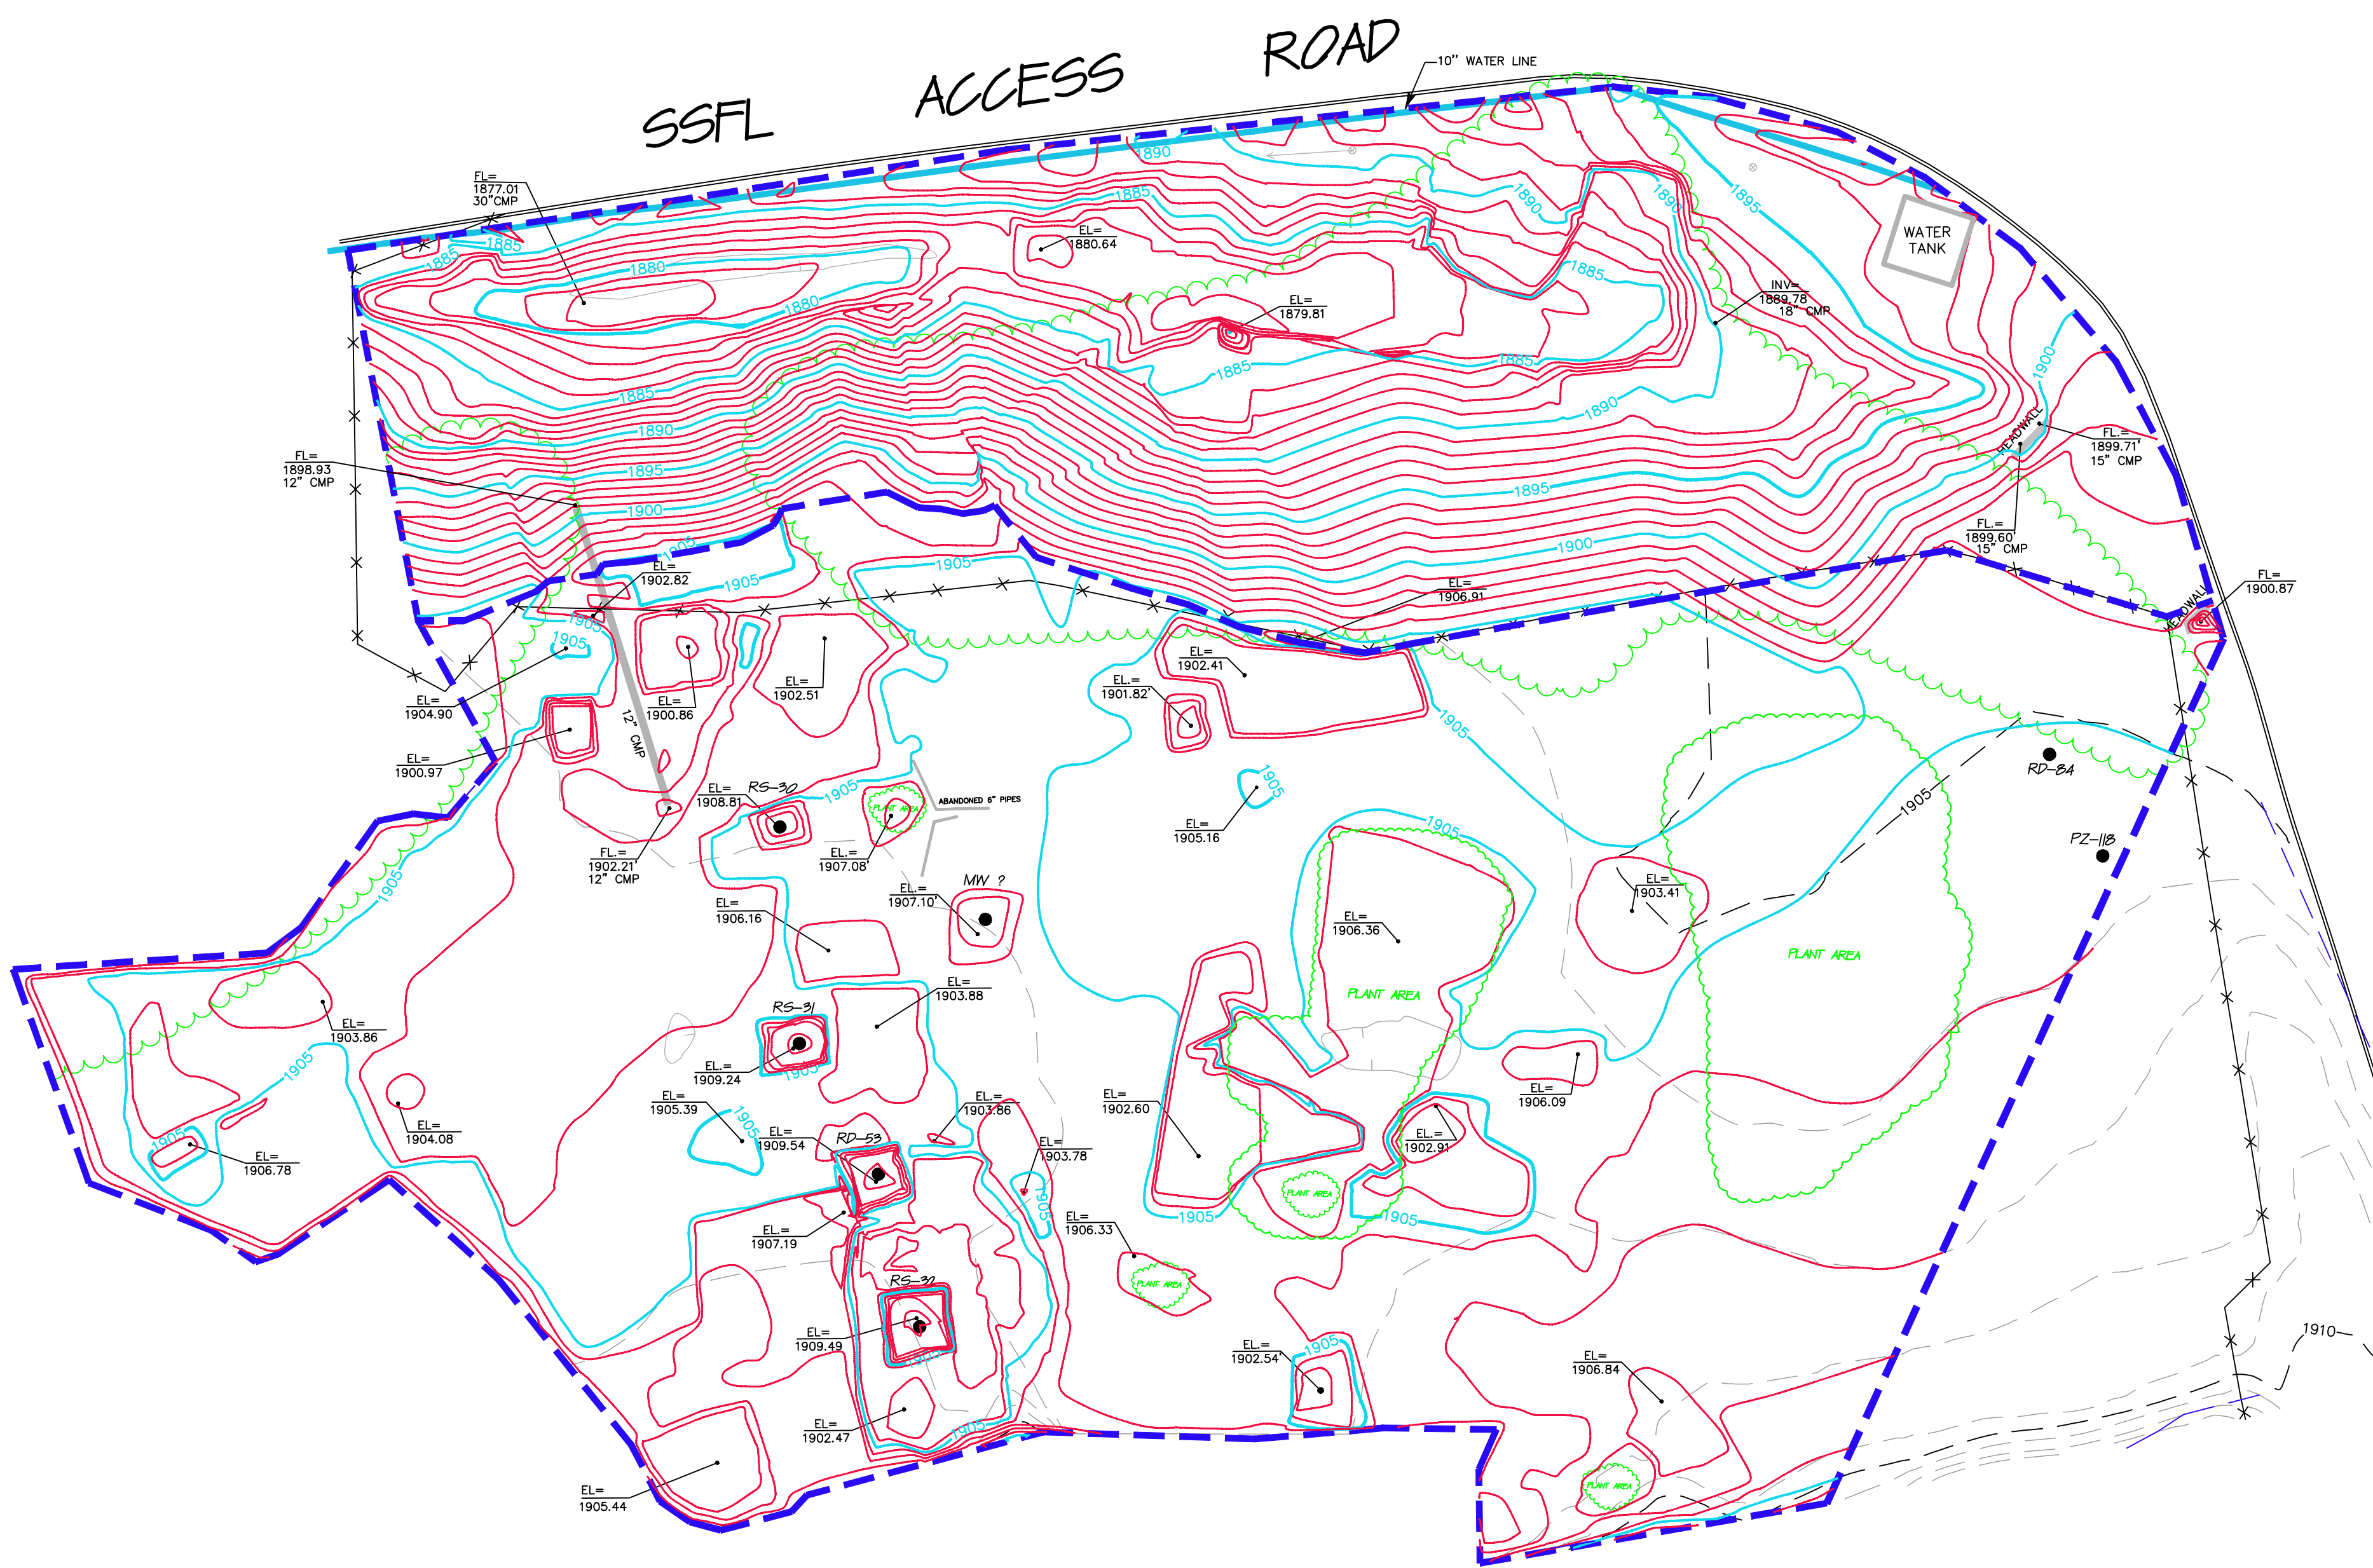 SSFL ACCESS ROAD
10" WATER LINE
1890
FL=
1877.01
30"CMP
1885
1885
1885
1890
1890
1895
WATER
TANK
EL=
1880.64
1880
1880
1885
INV=
1889.78
18" CMP
EL=
1879.81
1900
1885
1885
1885
1890
1890
HEADWALL
FL.=
1899.71'
15" CMP
FL=
1898.93
12" CMP
1895
1895
1900
1900
FL.=
1899.60'
15" CMP
1905
EL=
1902.82
1905
1905
EL=
1906.91
FL=
1900.87
HEADWALL
1905
1905
EL=
1904.90
EL=
1900.86
EL=
1902.51
EL=
1902.41
EL.=
1901.82'
1905
12" CMP
EL=
1900.97
RD-84
EL=
1908.81
RS-30
1905
PLANT AREA
ABANDONED 6" PIPES
1905
EL=
1905.16
1905
1905
PZ-118
FL.=
1902.21'
12" CMP
EL.=
1907.08'
MW ?
EL.=
1907.10'
1905
EL=
1903.41
EL=
1906.16
EL=
1906.36
PLANT AREA
PLANT AREA
EL=
1903.88
RS-31
EL=
1903.86
EL.=
1909.24
1905
1905
EL=
1906.09
EL=
1905.39
1905
EL.=
1903.86
EL=
1902.60
EL=
1904.08
EL=
1909.54
RD-53
EL=
1903.78
EL.=
1902.91
1905
EL=
1906.78
1905
PLANT AREA
EL.=
1907.19
EL=
1906.33
1905
1905
PLANT AREA
RS-32
EL=
1909.49
1905
1910
EL.=
1902.54'
1905
EL=
1906.84
EL=
1902.47
1905
EL=
1905.44
PLANT AREA